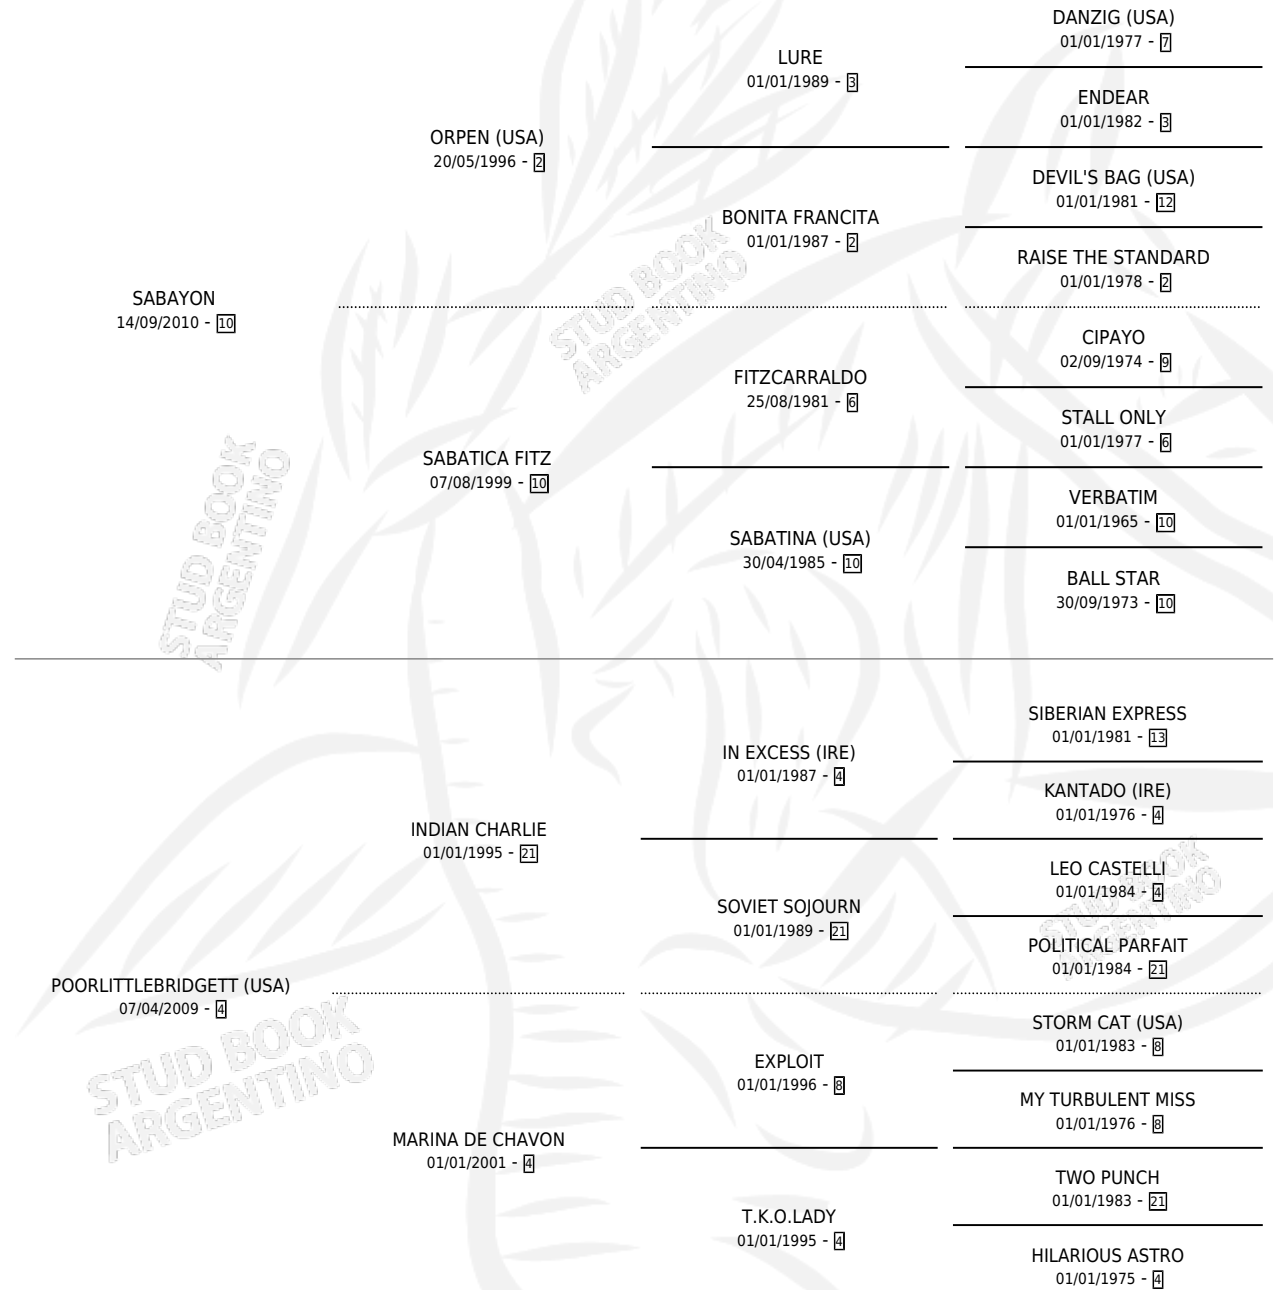 DANZIG (USA)
01/01/1977 - 7
LURE
01/01/1989 - 3
ENDEAR
01/01/1982 - 3
ORPEN (USA)
20/05/1996 - 2
DEVIL'S BAG (USA)
01/01/1981 - 12
BONITA FRANCITA
01/01/1987 - 2
RAISE THE STANDARD
01/01/1978 - 2
SABAYON
14/09/2010 - 10
CIPAYO
02/09/1974 - 9
FITZCARRALDO
25/08/1981 - 6
STALL ONLY
01/01/1977 - 6
SABATICA FITZ
07/08/1999 - 10
VERBATIM
01/01/1965 - 10
SABATINA (USA)
30/04/1985 - 10
BALL STAR
30/09/1973 - 10
STUD BOOK
ARGENTINO
STUD BOOK
ARGENTINO
SIBERIAN EXPRESS
01/01/1981 - 13
IN EXCESS (IRE)
01/01/1987 - 4
KANTADO (IRE)
01/01/1976 - 4
INDIAN CHARLIE
01/01/1995 - 21
LEO CASTELLI
01/01/1984 - 4
SOVIET SOJOURN
01/01/1989 - 21
POLITICAL PARFAIT
01/01/1984 - 21
POORLITTLEBRIDGETT (USA)
07/04/2009 - 4
STORM CAT (USA)
01/01/1983 - 8
EXPLOIT
01/01/1996 - 8
MY TURBULENT MISS
01/01/1976 - 8
MARINA DE CHAVON
01/01/2001 - 4
TWO PUNCH
01/01/1983 - 21
T.K.O.LADY
01/01/1995 - 4
HILARIOUS ASTRO
01/01/1975 - 4
STUD BOOK
ARGENTINO
STUD BOOK
ARGENTINO